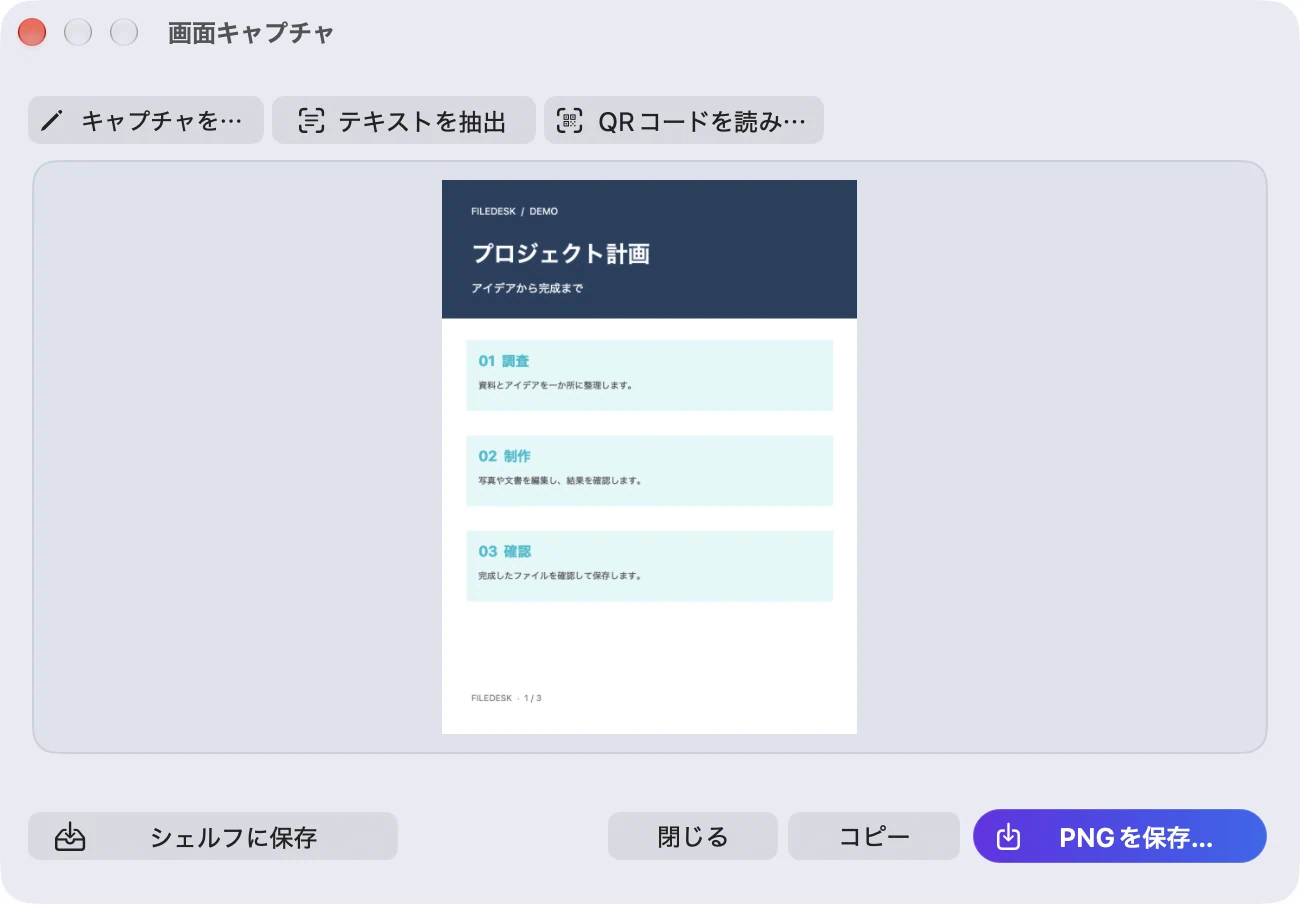 画面キャプチャ
キャプチャを…
テキストを抽出
QRコードを読み…
FILEDESK / DEMO
プロジェクト計画
アイデアから完成まで
01 調査
資料とアイデアを一か所に整理します。
02 制作
写真や文書を編集し、結果を確認します。
03 確認
完成したファイルを確認して保存します。
FILEDESK · 1 / 3
シェルフに保存
閉じる
コピー
PNGを保存...